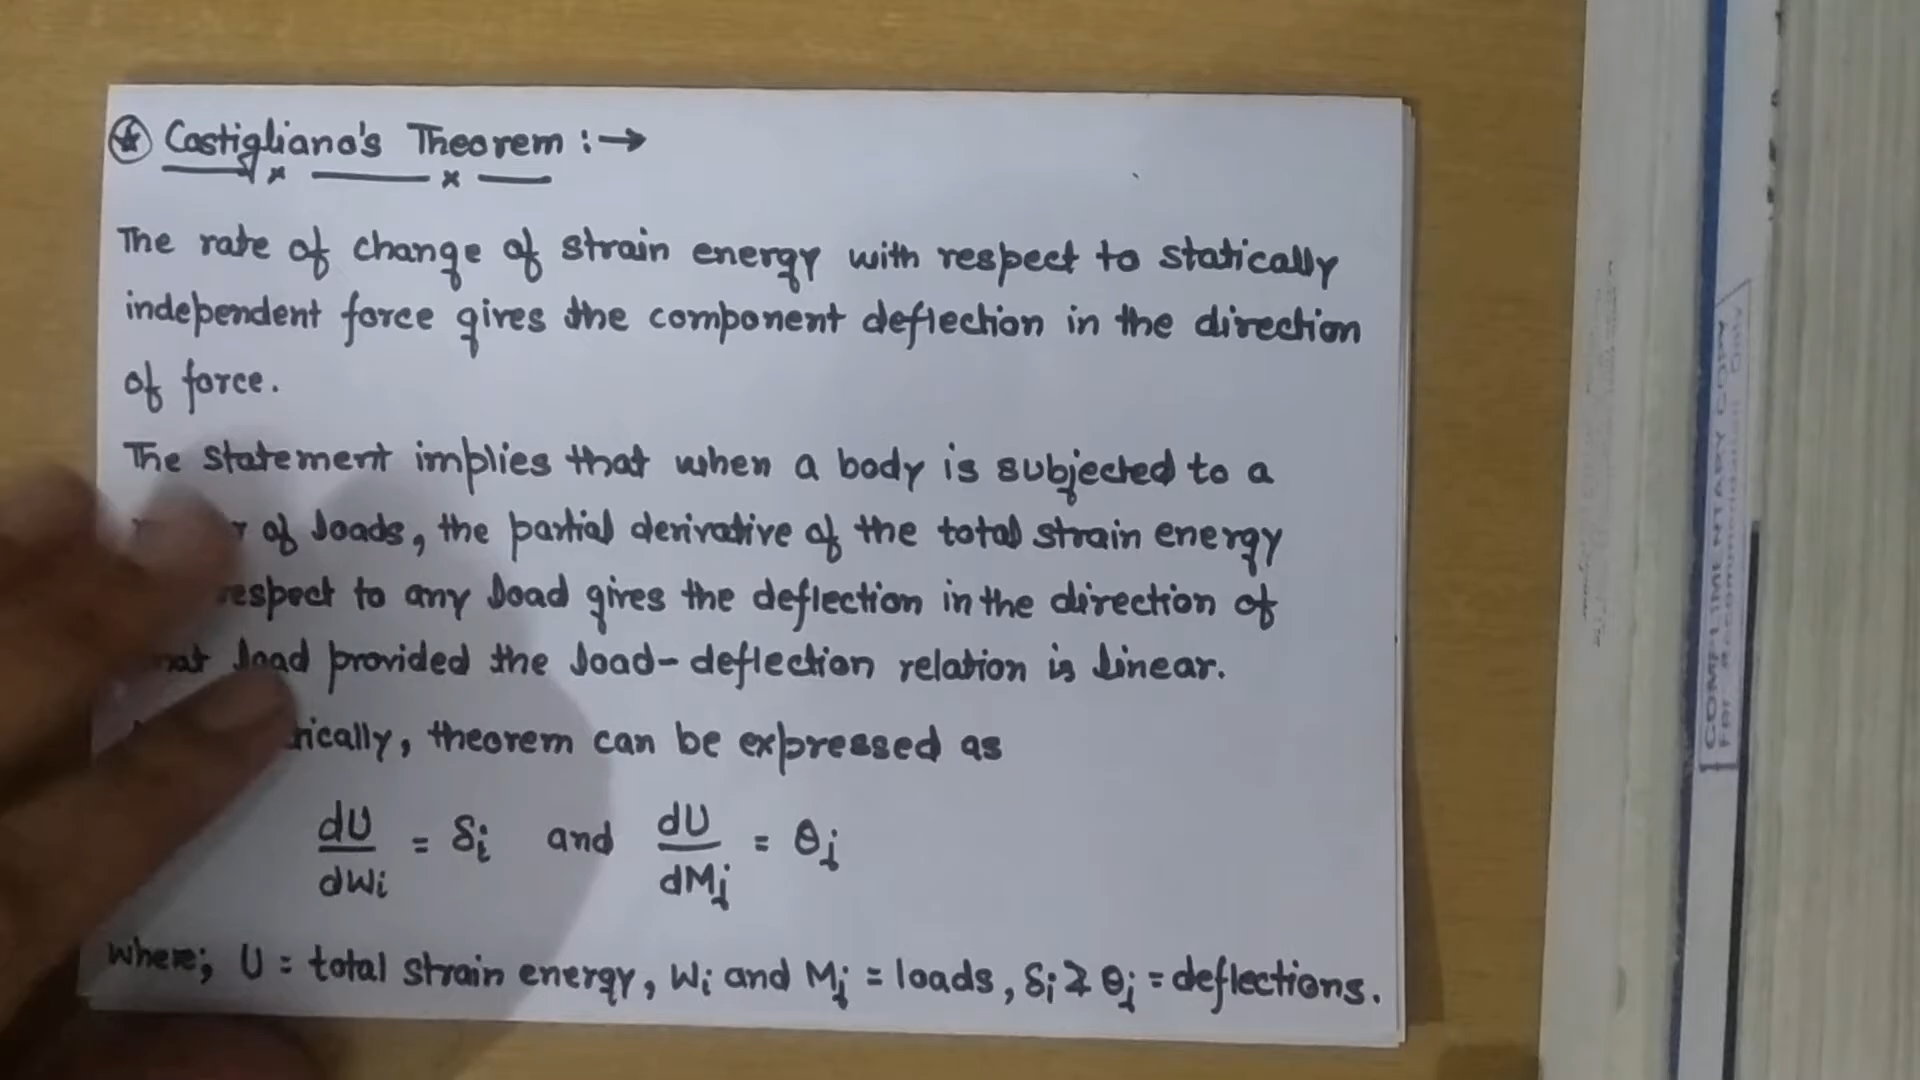 Castigliano's Theorem :→
The rate of change of strain energy with respect to statically
independent force gives the component deflection in the direction
of force.
The statement implies that when a body is subjected to a
of loads, the partial derivative of the total strain energy
respect to any load gives the deflection in the direction of
load provided the load-deflection relation is linear.
theorem can be expressed as
dU/dWi = δi and dU/dMj = θj
where; U = total strain energy, Wi and Mj = loads, δi & θj = deflections.
COMPLIMENTARY COPY